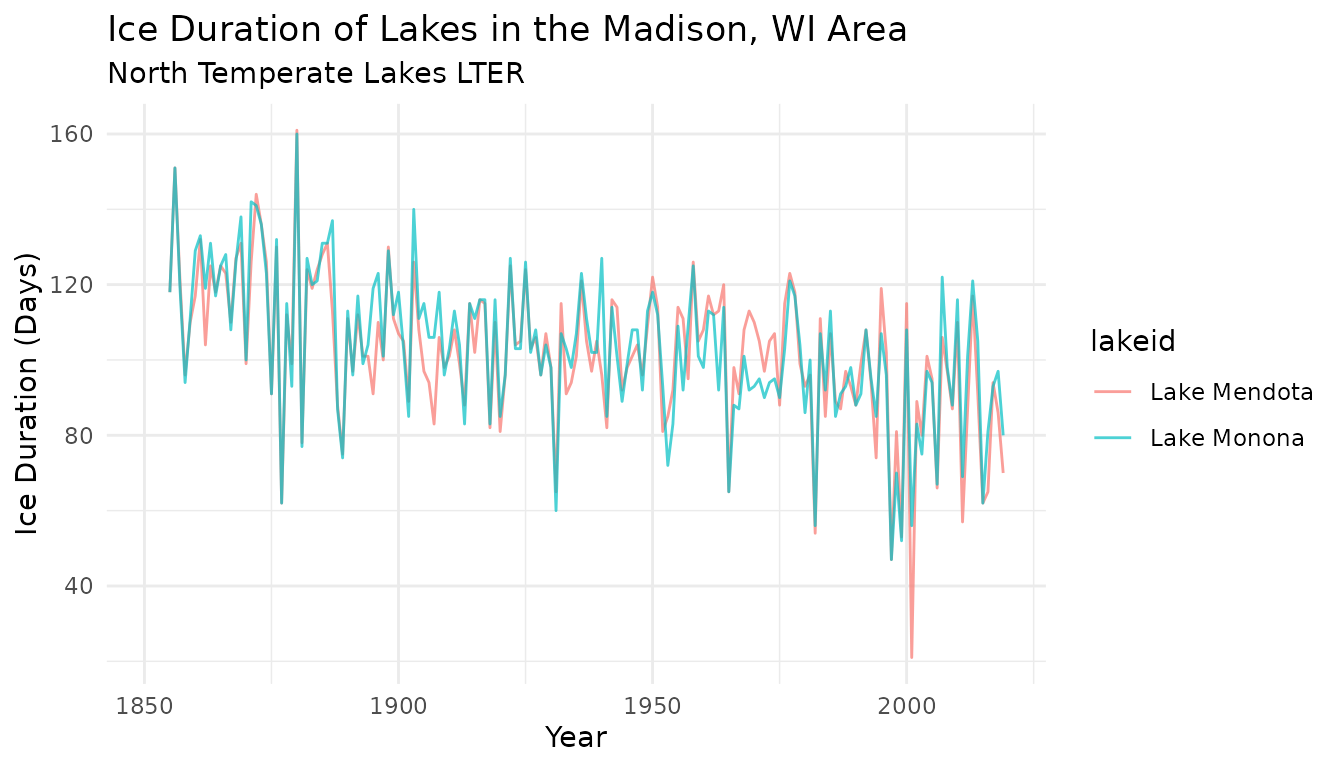 Ice Duration of Lakes in the Madison, WI Area
North Temperate Lakes LTER
Ice Duration (Days)
160
120
80
40
1850 1900 1950 2000
Year
lakeid
Lake Mendota
Lake Monona